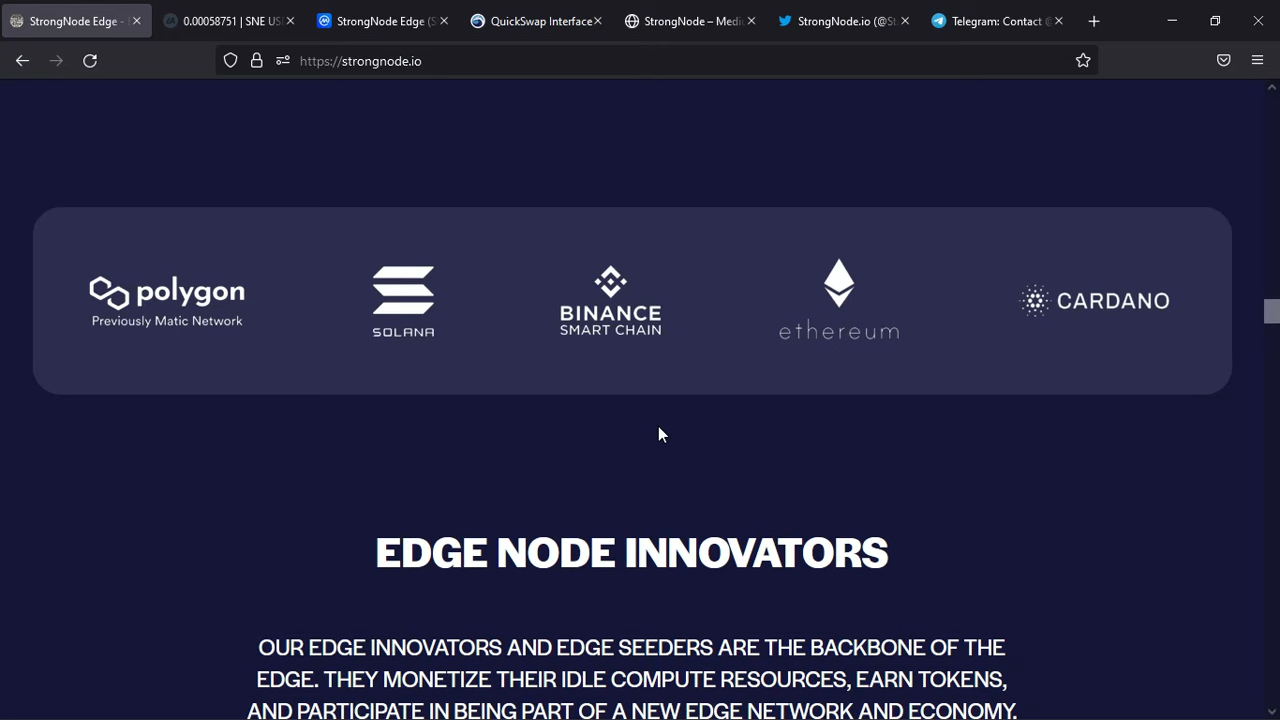 StrongNode Edge -
0.00058751 | SNE US
StrongNode Edge (S
QuickSwap Interface
StrongNode – Medi
StrongNode.io (@St
Telegram: Contact @
https://strongnode.io
polygon
Previously Matic Network
SOLANA
BINANCE
SMART CHAIN
ethereum
CARDANO
EDGE NODE INNOVATORS
OUR EDGE INNOVATORS AND EDGE SEEDERS ARE THE BACKBONE OF THE
EDGE. THEY MONETIZE THEIR IDLE COMPUTE RESOURCES, EARN TOKENS,
AND PARTICIPATE IN BEING PART OF A NEW EDGE NETWORK AND ECONOMY.